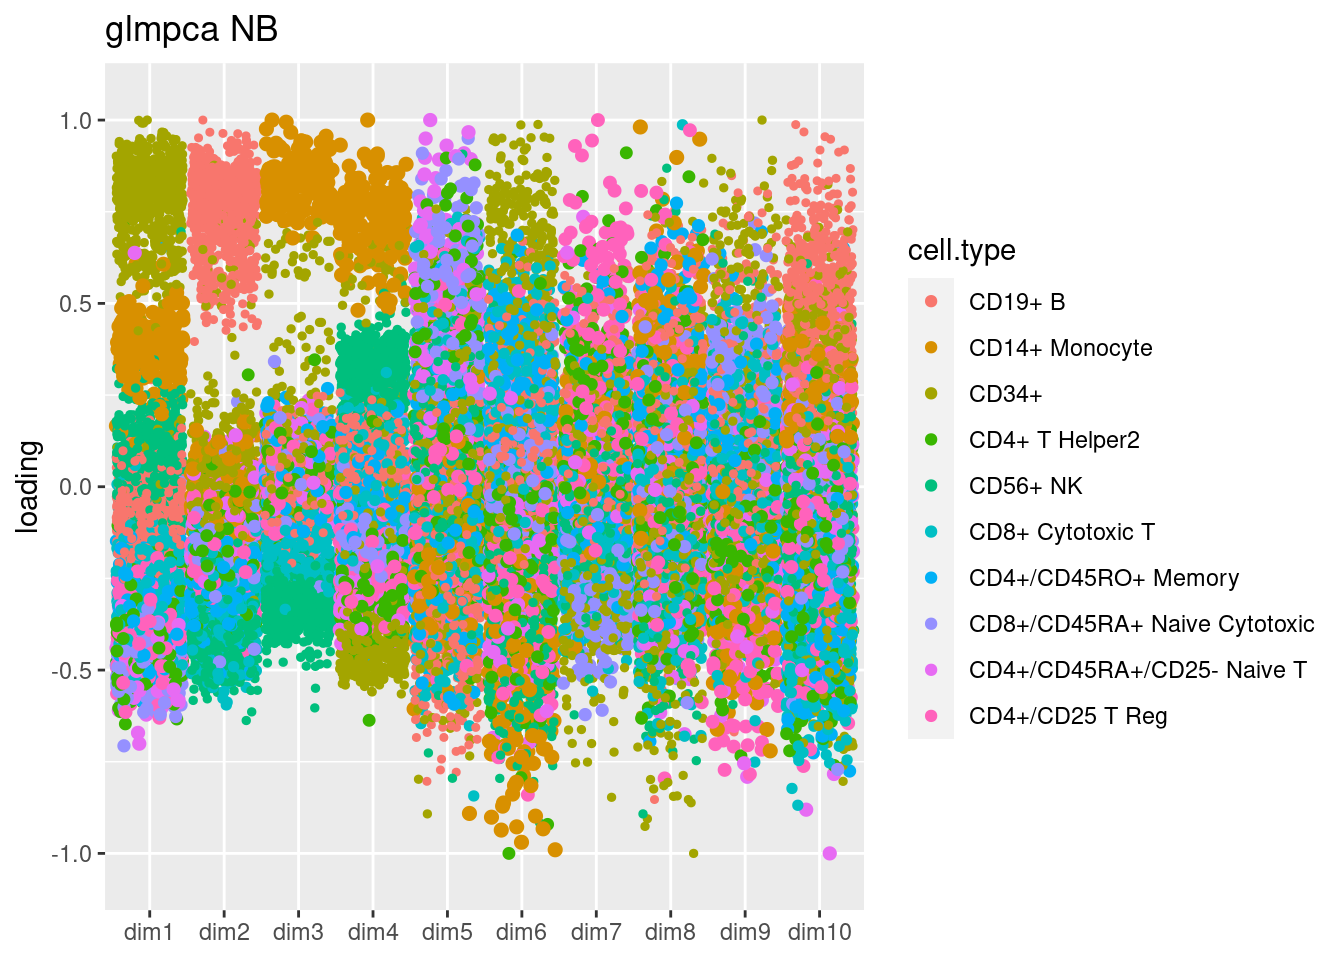 glmpca NB
1.0
0.5
0.0
-0.5
-1.0
loading
dim1 dim2 dim3 dim4 dim5 dim6 dim7 dim8 dim9 dim10
cell.type
CD19+ B
CD14+ Monocyte
CD34+
CD4+ T Helper2
CD56+ NK
CD8+ Cytotoxic T
CD4+/CD45RO+ Memory
CD8+/CD45RA+ Naive Cytotoxic
CD4+/CD45RA+/CD25- Naive T
CD4+/CD25 T Reg